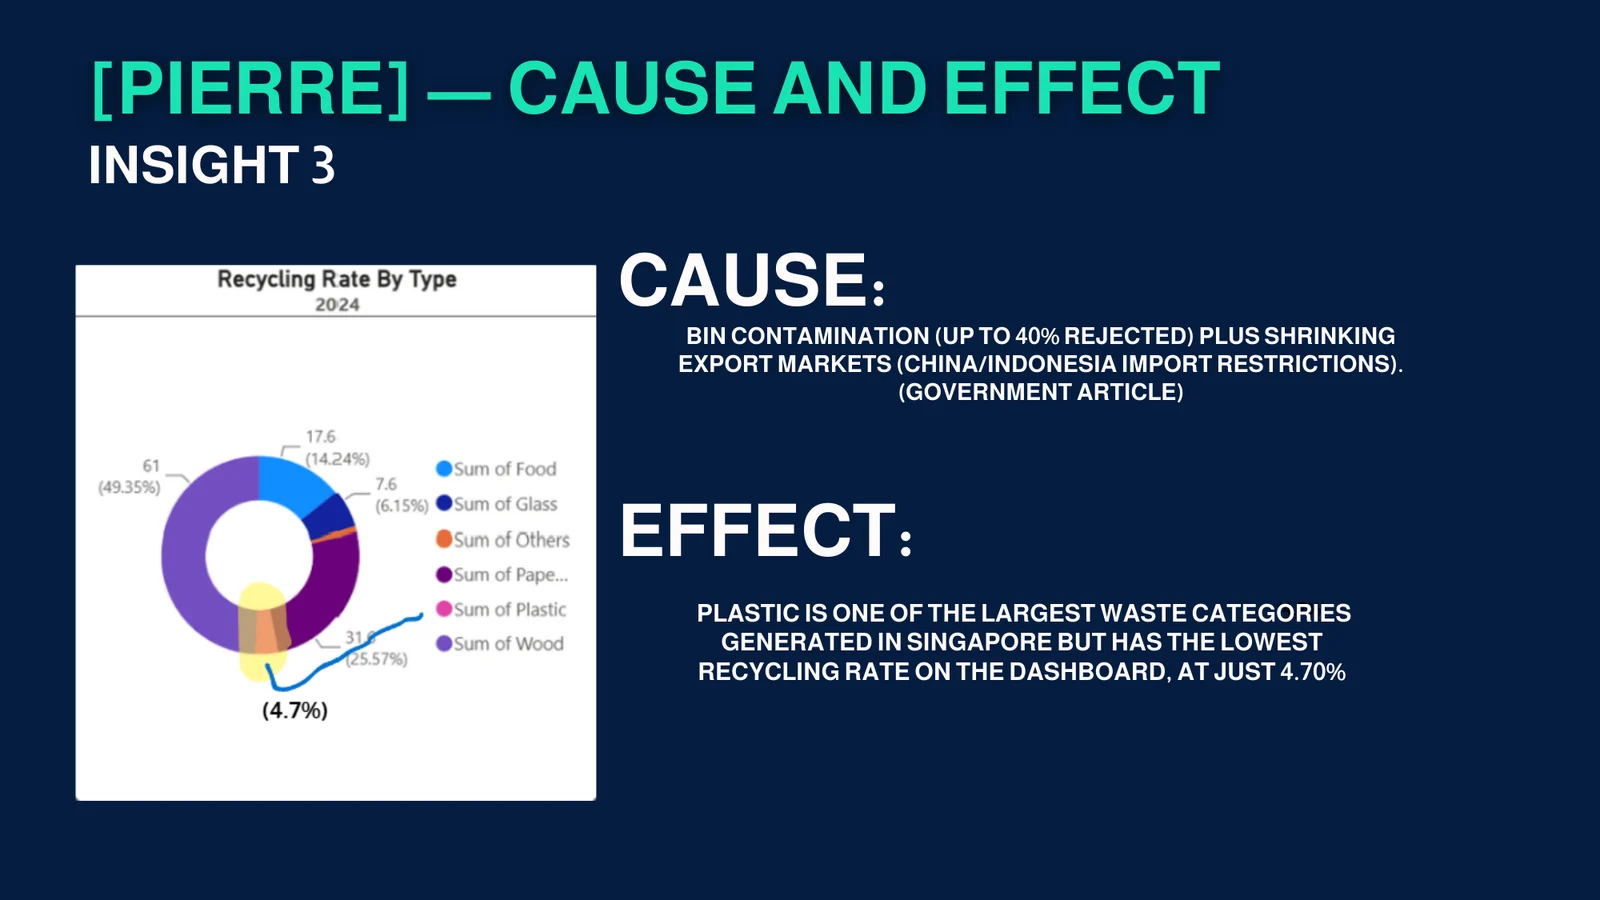 [PIERRE] — CAUSE AND EFFECT
INSIGHT 3
Recycling Rate By Type
2024
17.6
(14.24%)
61
(49.35%)
7.6
(6.15%)
31.6
(25.57%)
(4.7%)
Sum of Food
Sum of Glass
Sum of Others
Sum of Pape...
Sum of Plastic
Sum of Wood
CAUSE:
BIN CONTAMINATION (UP TO 40% REJECTED) PLUS SHRINKING
EXPORT MARKETS (CHINA/INDONESIA IMPORT RESTRICTIONS).
(GOVERNMENT ARTICLE)
EFFECT:
PLASTIC IS ONE OF THE LARGEST WASTE CATEGORIES
GENERATED IN SINGAPORE BUT HAS THE LOWEST
RECYCLING RATE ON THE DASHBOARD, AT JUST 4.70%